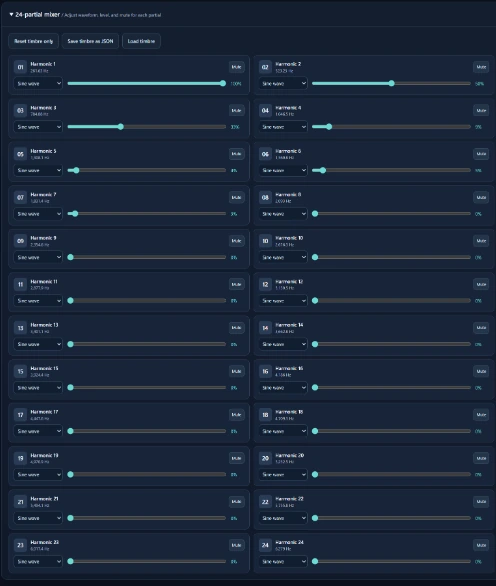 ▼ 24-partial mixer / Adjust waveform, level, and mute for each partial
Reset timbre only Save timbre as JSON Load timbre
01 Harmonic 1 Mute
Sine wave 100%
02 Harmonic 2 Mute
Sine wave 50%
03 Harmonic 3 Mute
Sine wave
04 Harmonic 4 Mute
Sine wave
05 Harmonic 5 Mute
Sine wave
06 Harmonic 6 Mute
Sine wave
07 Harmonic 7 Mute
Sine wave
08 Harmonic 8 Mute
Sine wave 0%
09 Harmonic 9 Mute
Sine wave 0%
10 Harmonic 10 Mute
Sine wave 0%
11 Harmonic 11 Mute
Sine wave 0%
12 Harmonic 12 Mute
Sine wave 0%
13 Harmonic 13 Mute
Sine wave 0%
14 Harmonic 14 Mute
Sine wave 0%
15 Harmonic 15 Mute
Sine wave 0%
16 Harmonic 16 Mute
Sine wave 0%
17 Harmonic 17 Mute
Sine wave 0%
18 Harmonic 18 Mute
Sine wave 0%
19 Harmonic 19 Mute
Sine wave 0%
20 Harmonic 20 Mute
Sine wave 0%
21 Harmonic 21 Mute
Sine wave 0%
22 Harmonic 22 Mute
Sine wave 0%
23 Harmonic 23 Mute
Sine wave 0%
24 Harmonic 24 Mute
Sine wave 0%